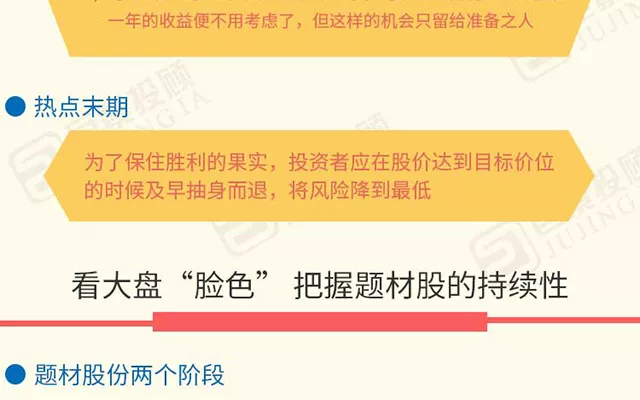 一年的收益便不用考虑了，但这样的机会只留给准备之人
热点末期
为了保住胜利的果实，投资者应在股价达到目标价位
的时候及早抽身而退，将风险降到最低
看大盘“脸色” 把握题材股的持续性
题材股份两个阶段